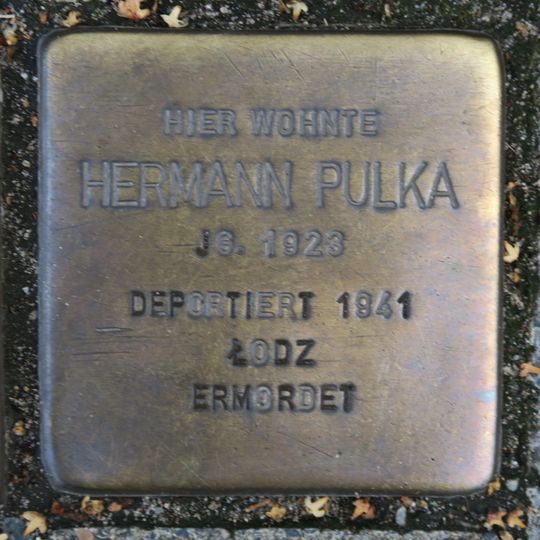 HIER WOHNTE
HERMANN PULKA
JG. 1923
DEPORTIERT 1941
ŁODZ
ERMORDET